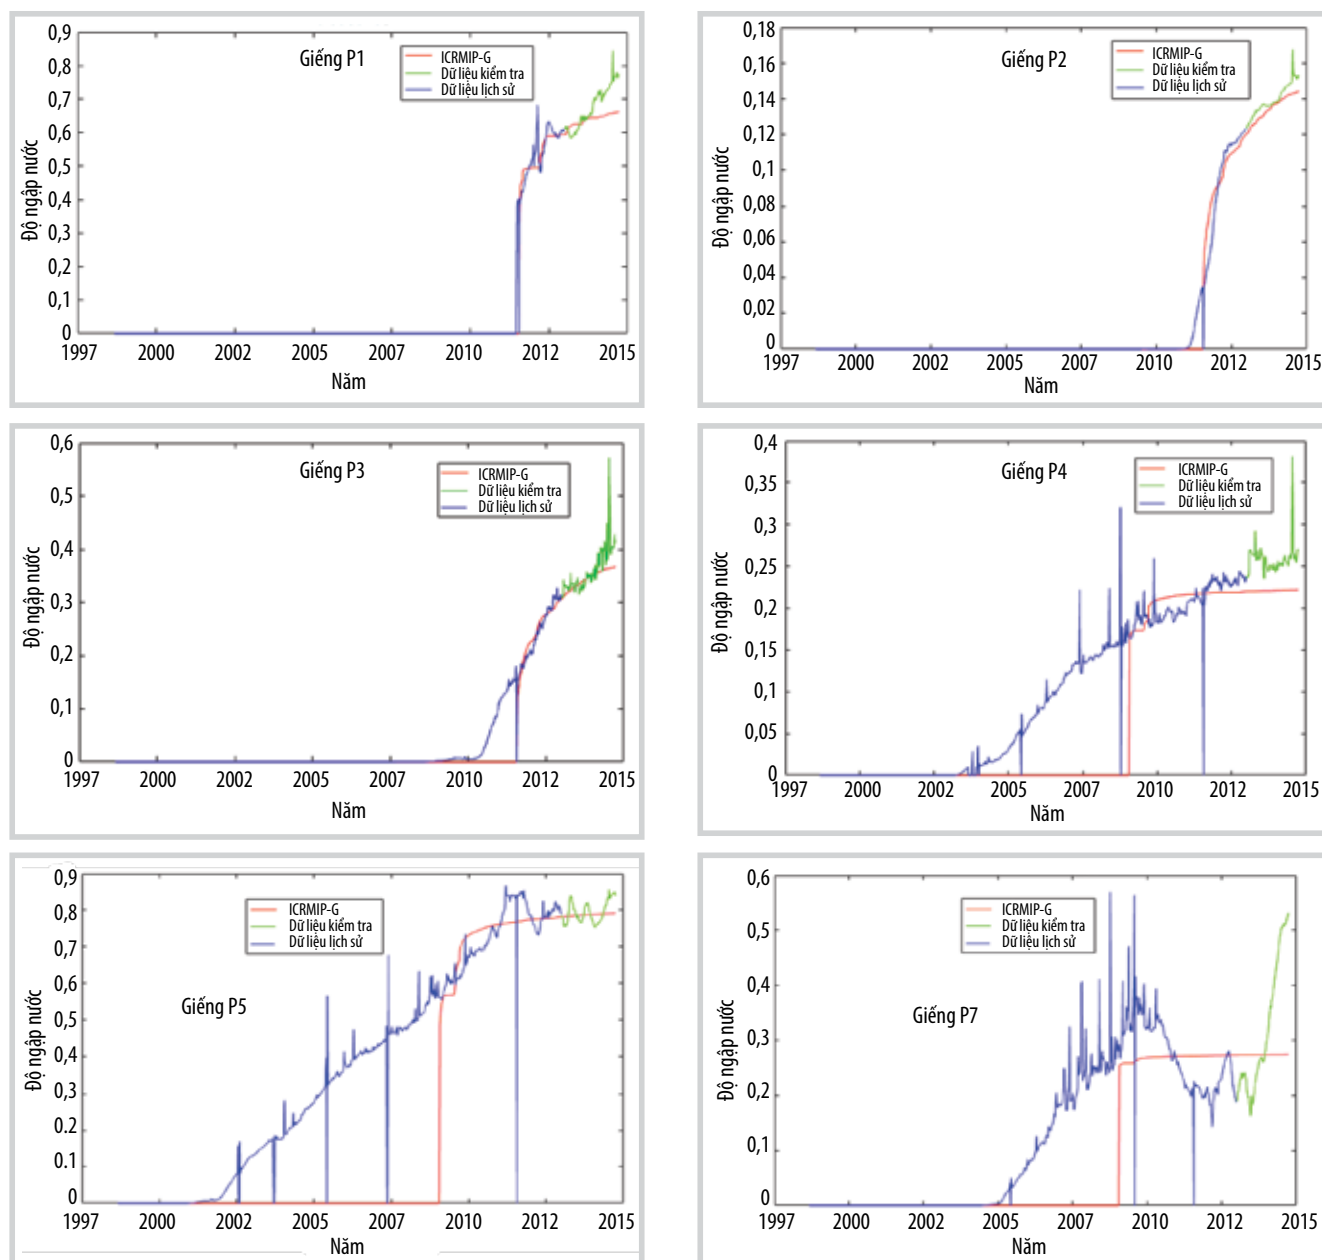 Giếng P1
ICRMIP-G
Dữ liệu kiểm tra
Dữ liệu lịch sử
Độ ngập nước
0,9
0,8
0,7
0,6
0,5
0,4
0,3
0,2
0,1
0
1997 2000 2002 2005 2007 2010 2012 2015
Năm
Giếng P2
ICRMIP-G
Dữ liệu kiểm tra
Dữ liệu lịch sử
Độ ngập nước
0,18
0,16
0,14
0,12
0,1
0,08
0,06
0,04
0,02
0
1997 2000 2002 2005 2007 2010 2012 2015
Năm
Giếng P3
ICRMIP-G
Dữ liệu kiểm tra
Dữ liệu lịch sử
Độ ngập nước
0,6
0,5
0,4
0,3
0,2
0,1
0
1997 2000 2002 2005 2007 2010 2012 2015
Năm
Giếng P4
ICRMIP-G
Dữ liệu kiểm tra
Dữ liệu lịch sử
Độ ngập nước
0,4
0,35
0,3
0,25
0,2
0,15
0,1
0,05
0
1997 2000 2002 2005 2007 2010 2012 2015
Năm
Giếng P5
ICRMIP-G
Dữ liệu kiểm tra
Dữ liệu lịch sử
Độ ngập nước
0,9
0,8
0,7
0,6
0,5
0,4
0,3
0,2
0.1
0
1997 2000 2002 2005 2007 2010 2012 2015
Năm
Giếng P7
ICRMIP-G
Dữ liệu kiểm tra
Dữ liệu lịch sử
Độ ngập nước
0,6
0,5
0,4
0,3
0,2
0,1
0
1997 2000 2005 2007 2010 2012 2015
Năm